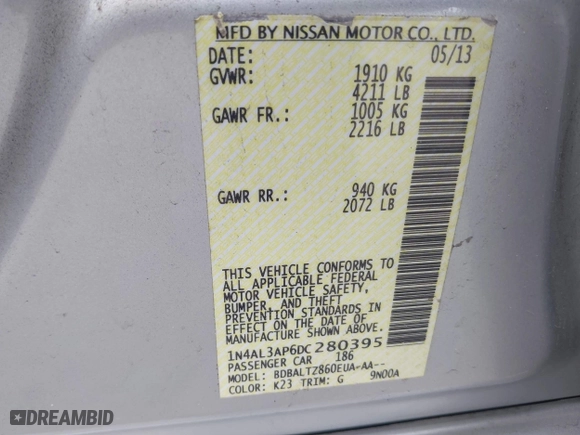 MFD BY NISSAN MOTOR CO., LTD.
DATE: 05/13
GVWR: 1910 KG
4211 LB
GAWR FR.: 1005 KG
2216 LB
GAWR RR.: 940 KG
2072 LB
THIS VEHICLE CONFORMS TO
ALL APPLICABLE FEDERAL
MOTOR VEHICLE SAFETY,
BUMPER, AND THEFT
PREVENTION STANDARDS IN
EFFECT ON THE DATE OF
MANUFACTURE SHOWN ABOVE.
1N4AL3AP6DC280395
PASSENGER CAR 186
MODEL: BDBALTZ860EUA-AA--
COLOR: K23 TRIM: G 9N00A
DREAMBID.AUTO